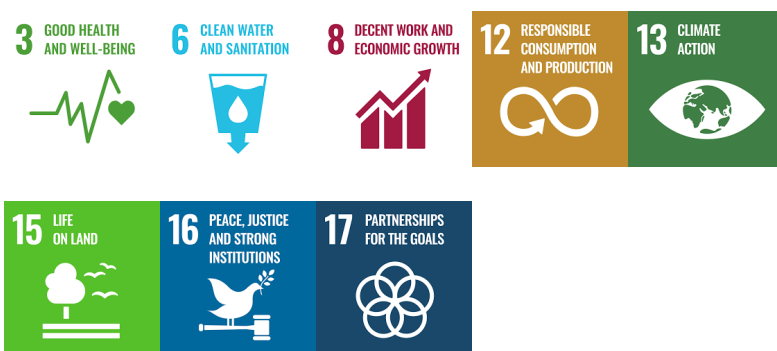 3 GOOD HEALTH
AND WELL-BEING
6 CLEAN WATER
AND SANITATION
8 DECENT WORK AND
ECONOMIC GROWTH
12 RESPONSIBLE
CONSUMPTION
AND PRODUCTION
13 CLIMATE
ACTION
15 LIFE
ON LAND
16 PEACE, JUSTICE
AND STRONG
INSTITUTIONS
17 PARTNERSHIPS
FOR THE GOALS